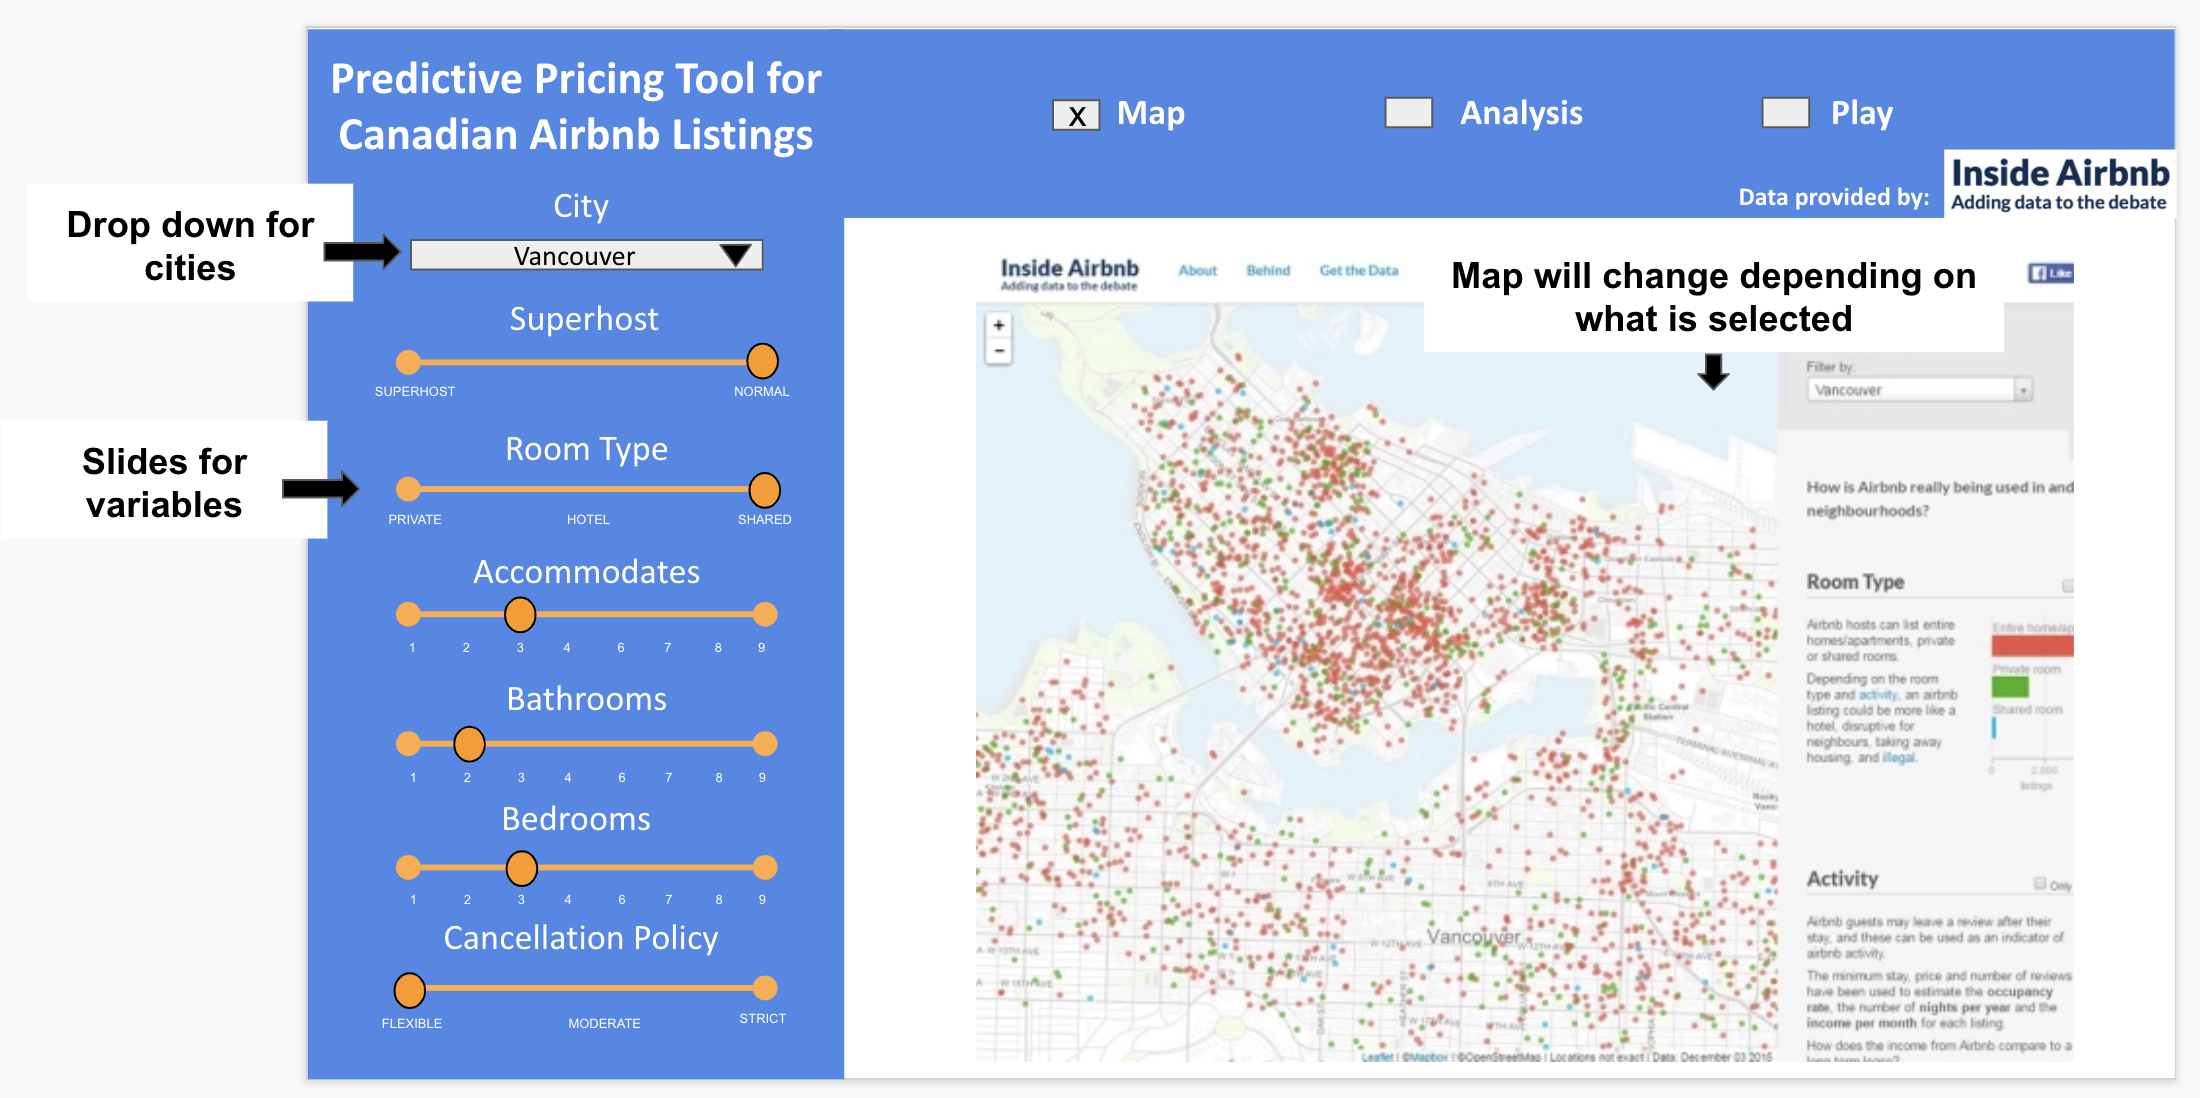 Predictive Pricing Tool for
Canadian Airbnb Listings
X Map
Analysis
Play
Data provided by:
Inside Airbnb
Adding data to the debate
Drop down for
cities
City
Vancouver
Superhost
SUPERHOST NORMAL
Slides for
variables
Room Type
PRIVATE HOTEL SHARED
Accommodates
1 2 3 4 6 7 8 9
Bathrooms
1 2 3 4 6 7 8 9
Bedrooms
1 2 3 4 6 7 8 9
Cancellation Policy
FLEXIBLE MODERATE STRICT
Inside Airbnb
Adding data to the debate
About Behind Get the Data
Map will change depending on
what is selected
Like
+
−
Filter by:
Vancouver
How is Airbnb really being used in and
neighbourhoods?
Room Type
Airbnb hosts can list entire
homes/apartments, private
or shared rooms.
Depending on the room
type and activity, an airbnb
listing could be more like a
hotel, disruptive for
neighbours, taking away
housing, and illegal.
Entire home/ap
Private room
Shared room
0 2,000
listings
Activity
Only
Airbnb guests may leave a review after their
stay, and these can be used as an indicator of
airbnb activity.
The minimum stay, price and number of reviews
have been used to estimate the occupancy
rate, the number of nights per year and the
income per month for each listing.
How does the income from Airbnb compare to a
long term lease?
Central
Station
Vancouver
W 12TH AVE
Leaflet | ©Mapbox | ©OpenStreetMap | Locations not exact | Data: December 03 2015